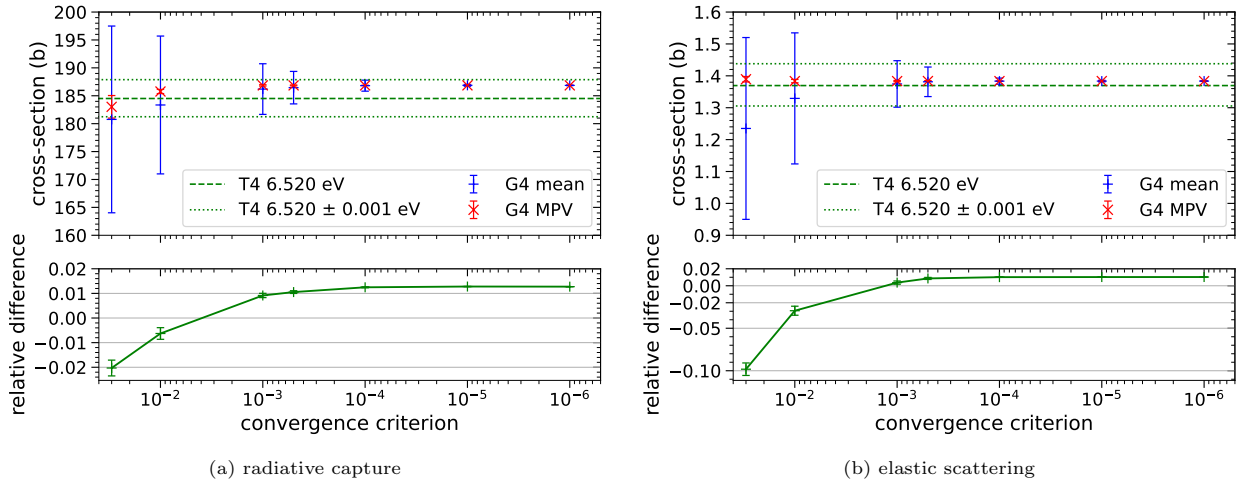 200
195
190
185
180
175
170
165
160
cross-section (b)
T4 6.520 eV
T4 6.520 ± 0.001 eV
G4 mean
G4 MPV
0.02
0.01
0.00
−0.01
−0.02
relative difference
10⁻² 10⁻³ 10⁻⁴ 10⁻⁵ 10⁻⁶
convergence criterion
(a) radiative capture
1.6
1.5
1.4
1.3
1.2
1.1
1.0
0.9
cross-section (b)
T4 6.520 eV
T4 6.520 ± 0.001 eV
G4 mean
G4 MPV
0.02
0.00
−0.02
−0.05
−0.10
relative difference
10⁻² 10⁻³ 10⁻⁴ 10⁻⁵ 10⁻⁶
convergence criterion
(b) elastic scattering